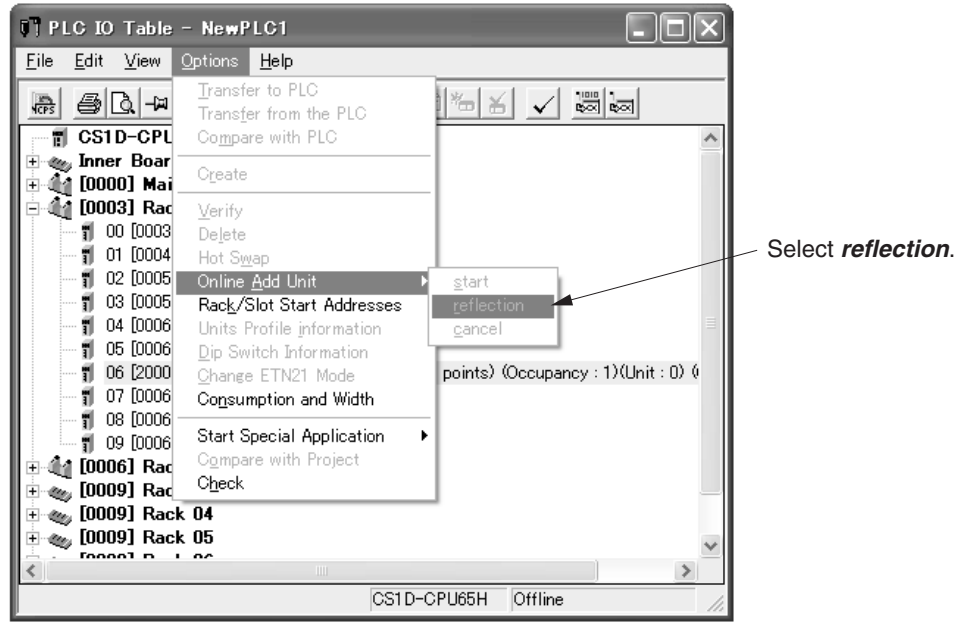 PLC IO Table - NewPLC1
File Edit View Options Help
CPS
Transfer to PLC
Transfer from the PLC
Compare with PLC
Create
Verify
Delete
Hot Swap
Online Add Unit
Rack/Slot Start Addresses
Units Profile information
Dip Switch Information
Change ETN21 Mode
Consumption and Width
Start Special Application
Compare with Project
Check
start
reflection
cancel
Select reflection.
CS1D-CPU
Inner Boar
[0000] Mai
[0003] Rac
00 [0003
01 [0004
02 [0005
03 [0005
04 [0006
05 [0006
06 [2000 points) (Occupancy : 1)(Unit : 0) (
07 [0006
08 [0006
09 [0006
[0006] Rac
[0009] Rac
[0009] Rack 04
[0009] Rack 05
CS1D-CPU65H Offline